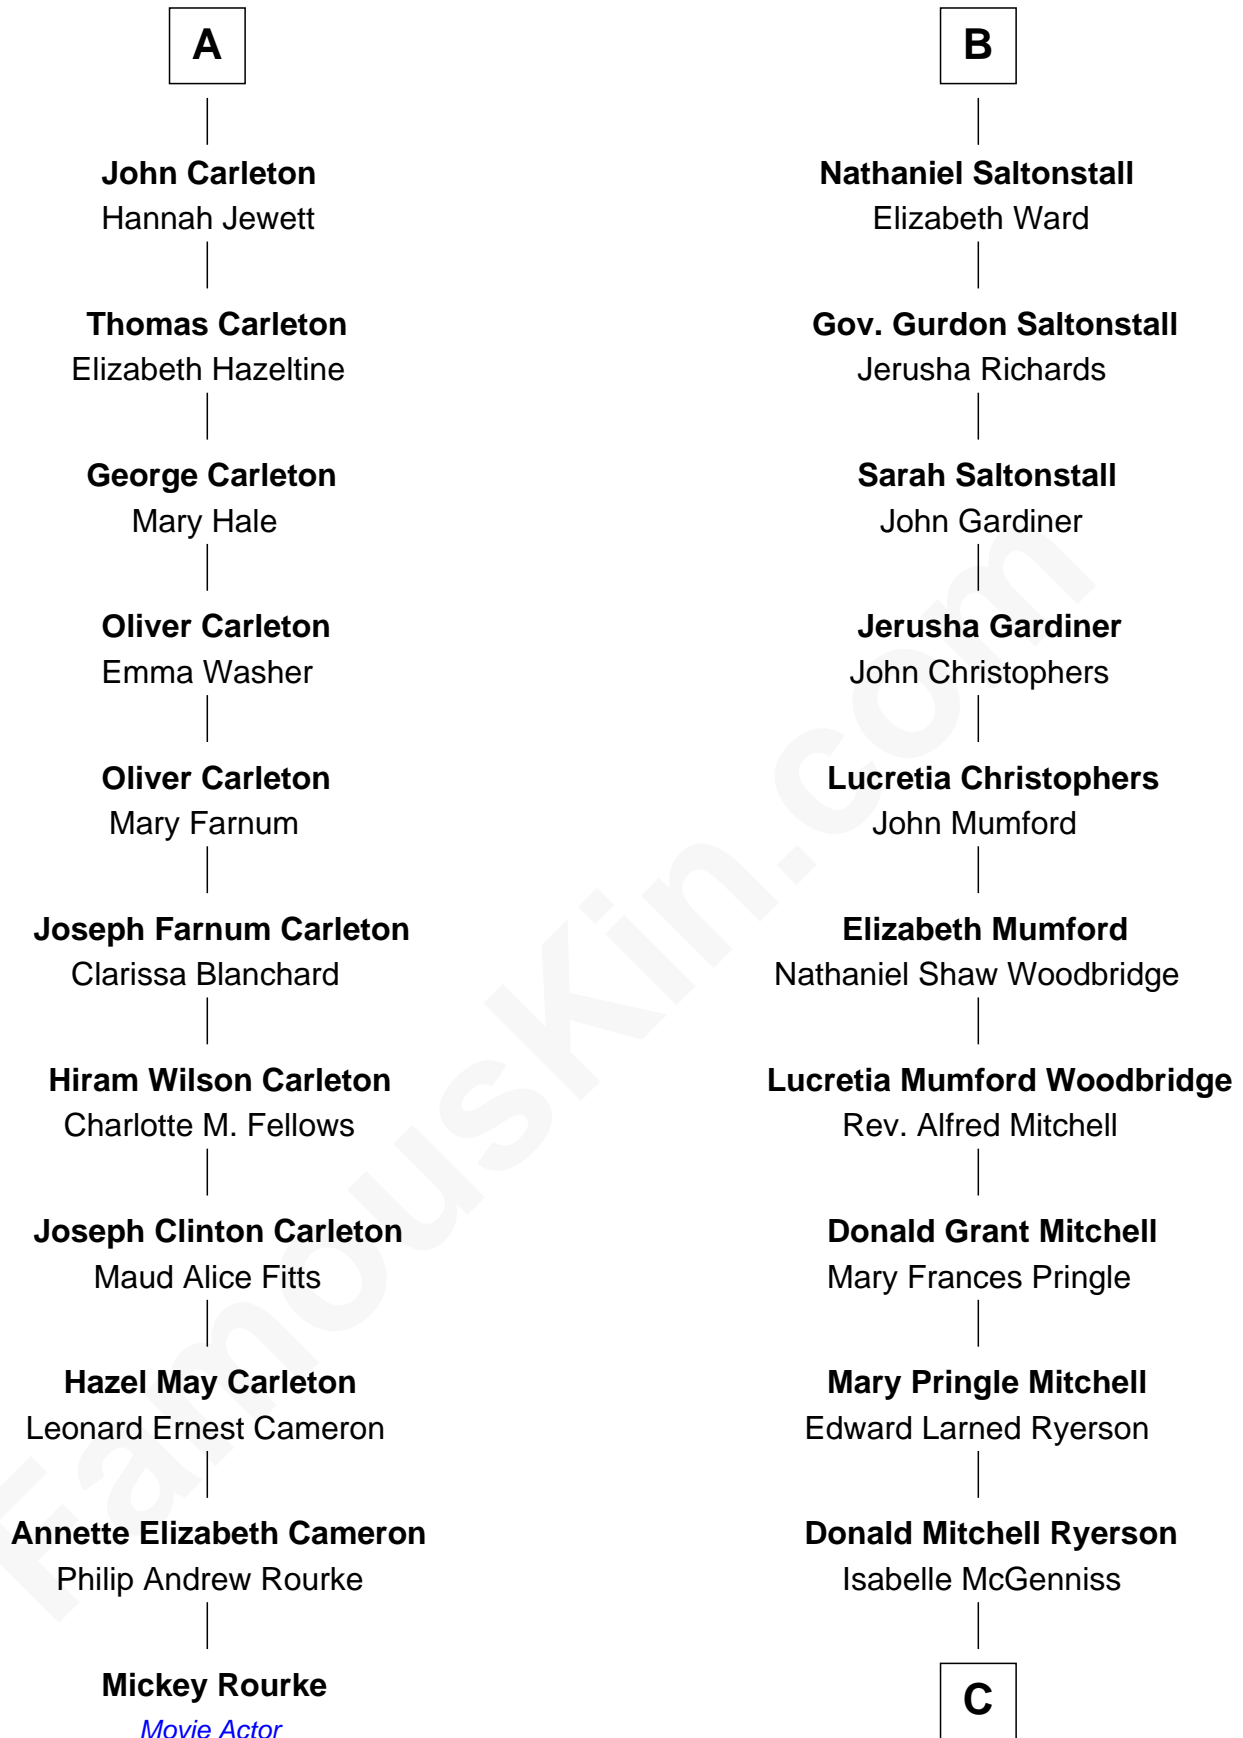 A
John Carleton
Hannah Jewett
Thomas Carleton
Elizabeth Hazeltine
George Carleton
Mary Hale
Oliver Carleton
Emma Washer
Oliver Carleton
Mary Farnum
Joseph Farnum Carleton
Clarissa Blanchard
Hiram Wilson Carleton
Charlotte M. Fellows
Joseph Clinton Carleton
Maud Alice Fitts
Hazel May Carleton
Leonard Ernest Cameron
Annette Elizabeth Cameron
Philip Andrew Rourke
Mickey Rourke
Movie Actor
B
Nathaniel Saltonstall
Elizabeth Ward
Gov. Gurdon Saltonstall
Jerusha Richards
Sarah Saltonstall
John Gardiner
Jerusha Gardiner
John Christophers
Lucretia Christophers
John Mumford
Elizabeth Mumford
Nathaniel Shaw Woodbridge
Lucretia Mumford Woodbridge
Rev. Alfred Mitchell
Donald Grant Mitchell
Mary Frances Pringle
Mary Pringle Mitchell
Edward Larned Ryerson
Donald Mitchell Ryerson
Isabelle McGenniss
C
FamousKin.com